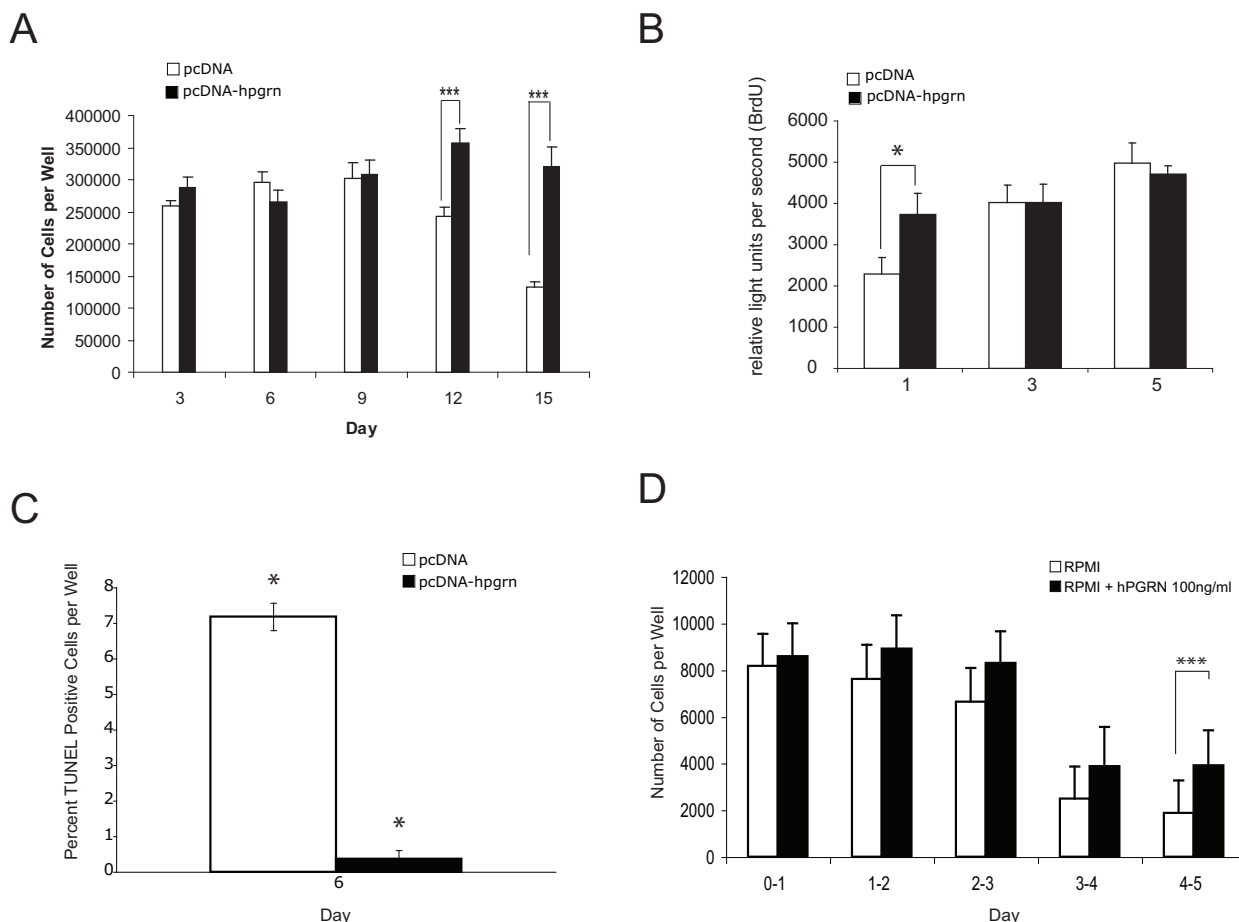 A
pcDNA
pcDNA-hpgrn
Number of Cells per Well
400000
350000
300000
250000
200000
150000
100000
50000
0
***
***
3 6 9 12 15
Day
B
pcDNA
pcDNA-hpgrn
relative light units per second (BrdU)
6000
5000
4000
3000
2000
1000
0
*
1 3 5
C
pcDNA
pcDNA-hpgrn
Percent TUNEL Positive Cells per Well
8
7
6
5
4
3
2
1
0
*
*
6
Day
D
RPMI
RPMI + hPGRN 100ng/ml
Number of Cells per Well
12000
10000
8000
6000
4000
2000
0
***
0-1 1-2 2-3 3-4 4-5
Day